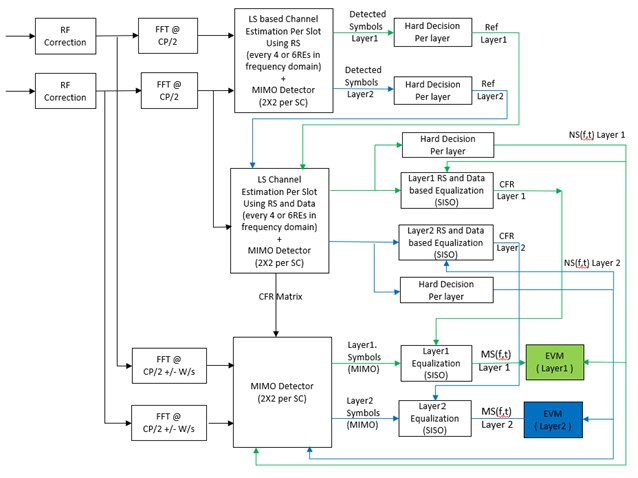 RF
Correction
FFT @
CP/2
LS based Channel
Estimation Per Slot
Using RS
(every 4 or 6REs in
frequency domain)
+
MIMO Detector
(2X2 per SC)
Detected
Symbols
Layer1
Hard Decision
Per layer
Ref
Layer1
RF
Correction
FFT @
CP/2
Detected
Symbols
Layer2
Hard Decision
Per layer
Ref
Layer2
LS Channel
Estimation Per Slot
Using RS and Data
(every 4 or 6REs in
frequency domain)
+
MIMO Detector
(2X2 per SC)
Hard Decision
Per layer
NS(f,t) Layer 1
Layer1 RS and Data
based Equalization
(SISO)
CFR
Layer 1
Layer2 RS and Data
based Equalization
(SISO)
CFR
Layer 2
NS(f,t) Layer 2
Hard Decision
Per layer
CFR Matrix
FFT @
CP/2 +/- W/s
MIMO Detector
(2X2 per SC)
Layer1.
Symbols
(MIMO)
Layer1
Equalization
(SISO)
MS(f,t)
Layer 1
EVM
( Layer1 )
FFT @
CP/2 +/- W/s
Layer2
Symbols
(MIMO)
Layer2
Equalization
(SISO)
MS(f,t)
Layer 2
EVM
( Layer2 )